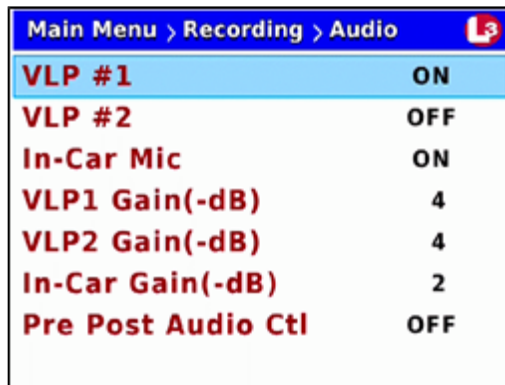 Main Menu > Recording > Audio L3
VLP #1 ON
VLP #2 OFF
In-Car Mic ON
VLP1 Gain(-dB) 4
VLP2 Gain(-dB) 4
In-Car Gain(-dB) 2
Pre Post Audio Ctl OFF